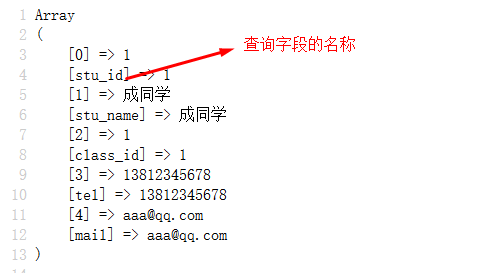 1 Array
2 (
3 [0] => 1
查询字段的名称
4 [stu_id] => 1
5 [1] => 成同学
6 [stu_name] => 成同学
7 [2] => 1
8 [class_id] => 1
9 [3] => 13812345678
10 [tel] => 13812345678
11 [4] => aaa@qq.com
12 [mail] => aaa@qq.com
13 )